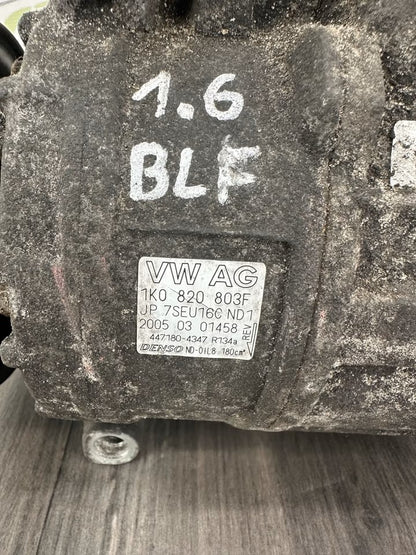 1.6
BLF
VW AG
1K0 820 803F
JP 7SEU16C ND1
2005 03 01458
REV
447180-4347 R134a
DENSO ND-OIL8 180cm³